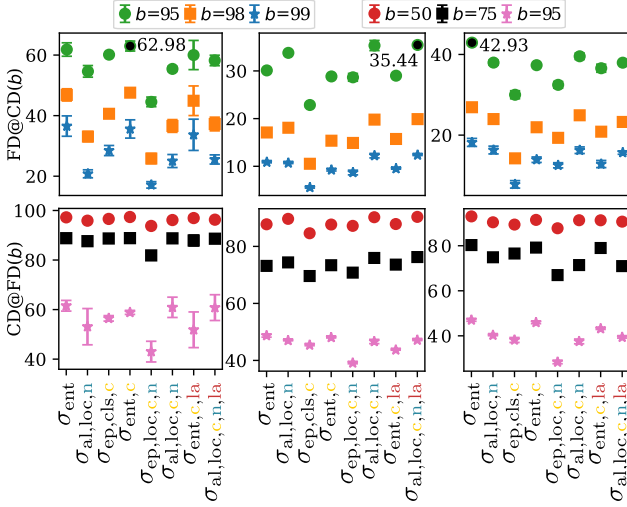 b=95 b=98 b=99 b=50 b=75 b=95
FD@CD(b)
60
40
20
62.98
30
20
10
35.44
40
20
42.93
CD@FD(b)
100
80
60
40
80
60
40
80
60
40
σent
σal,loc,n
σep,cls,c
σent,c
σep,loc,c,n
σal,loc,c,n
σent,c,la
σal,loc,c,n,la
σent
σal,loc,n
σep,cls,c
σent,c
σep,loc,c,n
σal,loc,c,n
σent,c,la
σal,loc,c,n,la
σent
σal,loc,n
σep,cls,c
σent,c
σep,loc,c,n
σal,loc,c,n
σent,c,la
σal,loc,c,n,la